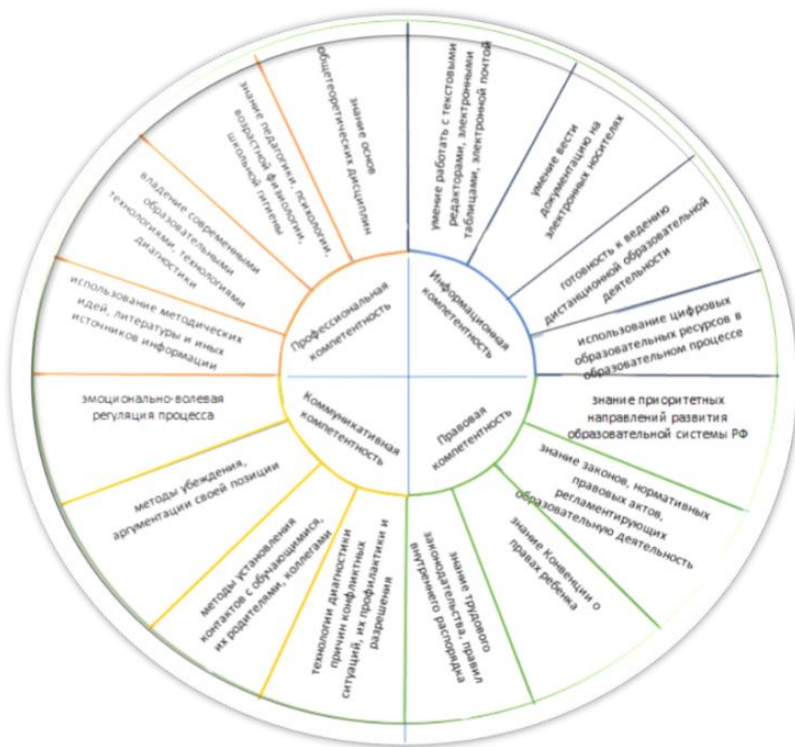 Профессиональная
компетентность
знание основ
общетеоретических дисциплин
знание педагогики, психологии,
возрастной физиологии,
школьной гигиены
владение современными
образовательными
технологиями, технологиями
диагностики
использование методических
идей, литературы и иных
источников информации
Информационная
компетентность
умение работать с текстовыми
редакторами, электронными
таблицами, электронной почтой
умение вести
документацию на
электронных носителях
готовность к ведению
дистанционной образовательной
деятельности
использование цифровых
образовательных ресурсов в
образовательном процессе
Правовая
компетентность
знание приоритетных
направлений развития
образовательной системы РФ
знание законов, нормативных
правовых актов,
регламентирующих
образовательную деятельность
знание Конвенции о
правах ребенка
знание трудового
законодательства, правил
внутреннего распорядка
Коммуникативная
компетентность
эмоционально-волевая
регуляция процесса
методы убеждения,
аргументации своей позиции
методы установления
контактов с обучающимися,
их родителями, коллегами
технологии диагностики
причин конфликтных
ситуаций, их профилактики и
разрешения